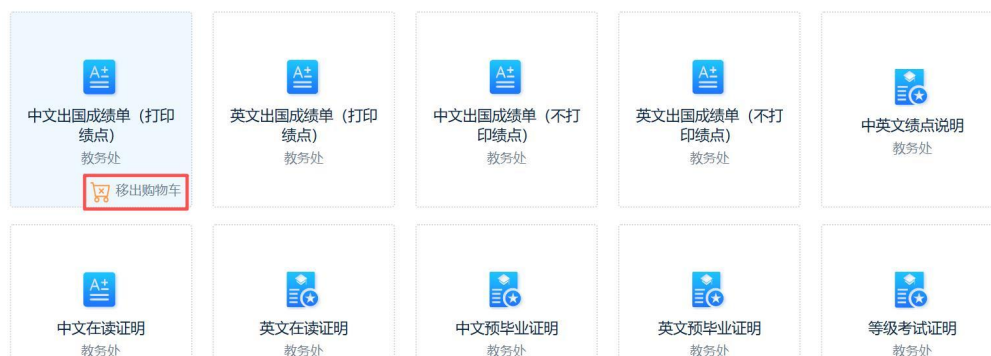 中文出国成绩单（打印
绩点）
教务处
移出购物车
英文出国成绩单（打印
绩点）
教务处
中文出国成绩单（不打
印绩点）
教务处
英文出国成绩单（不打
印绩点）
教务处
中英文绩点说明
教务处
中文在读证明
教务处
英文在读证明
教务处
中文预毕业证明
教务处
英文预毕业证明
教务处
等级考试证明
教务处